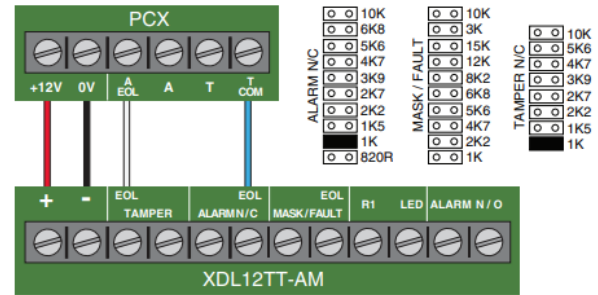 PCX
+12V 0V A EOL A T T COM
ALARM N/C
10K
6K8
5K6
4K7
3K9
2K7
2K2
1K5
1K
820R
MASK / FAULT
10K
3K
15K
12K
8K2
6K8
5K6
4K7
2K2
1K
TAMPER N/C
10K
5K6
4K7
3K9
2K7
2K2
1K5
1K
+ - EOL EOL EOL R1 LED ALARM N / O
TAMPER ALARM N/C MASK/FAULT
XDL12TT-AM